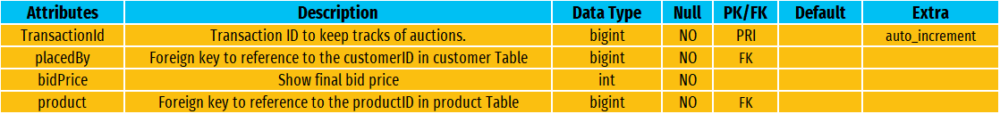 Attributes Description Data Type Null PK/FK Default Extra
TransactionId Transaction ID to keep tracks of auctions. bigint NO PRI auto_increment
placedBy Foreign key to reference to the customerID in customer Table bigint NO FK
bidPrice Show final bid price int NO
product Foreign key to reference to the productID in product Table bigint NO FK